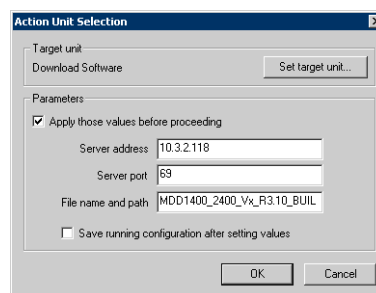 Action Unit Selection
Target unit
Download Software
Set target unit...
Parameters
Apply those values before proceeding
Server address 10.3.2.118
Server port 69
File name and path MDD1400_2400_Vx_R3.10_BUIL
Save running configuration after setting values
OK Cancel